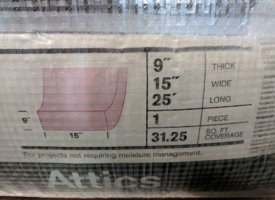 9" THICK
15" WIDE
25' LONG
1 PIECE
31.25 SQ. FT. COVERAGE
9"
15"
For projects not requiring moisture management.
Attics